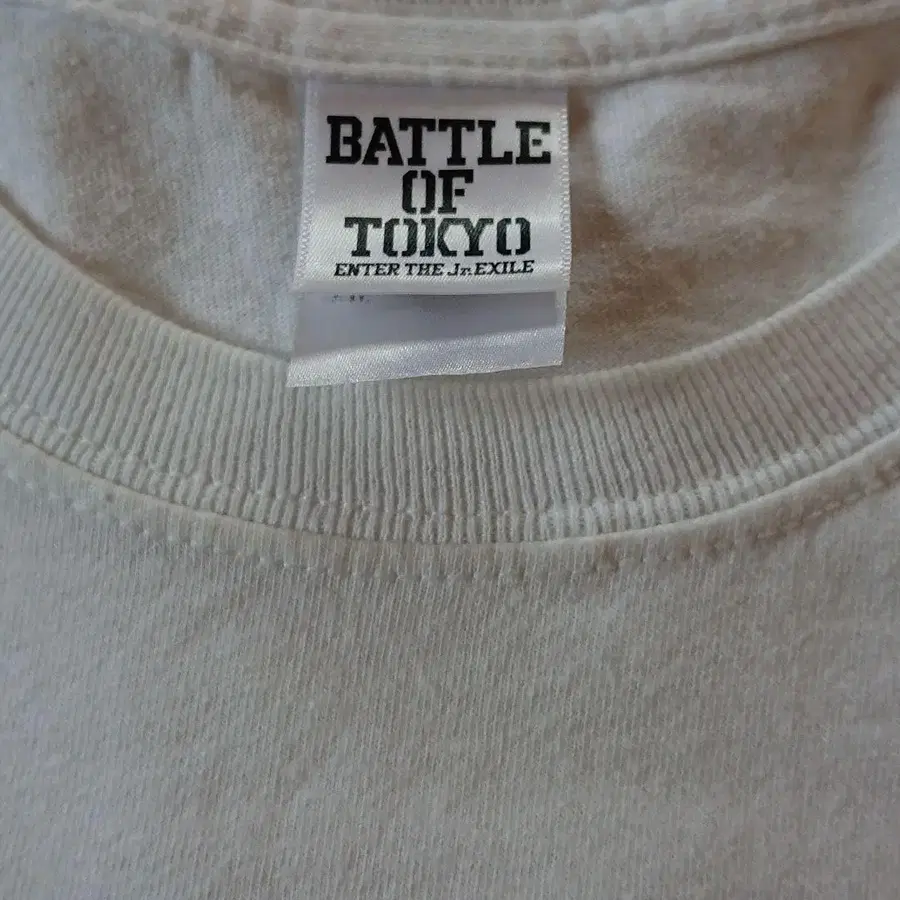 BATTLE
OF
TOKYO
ENTER THE Jr.EXILE